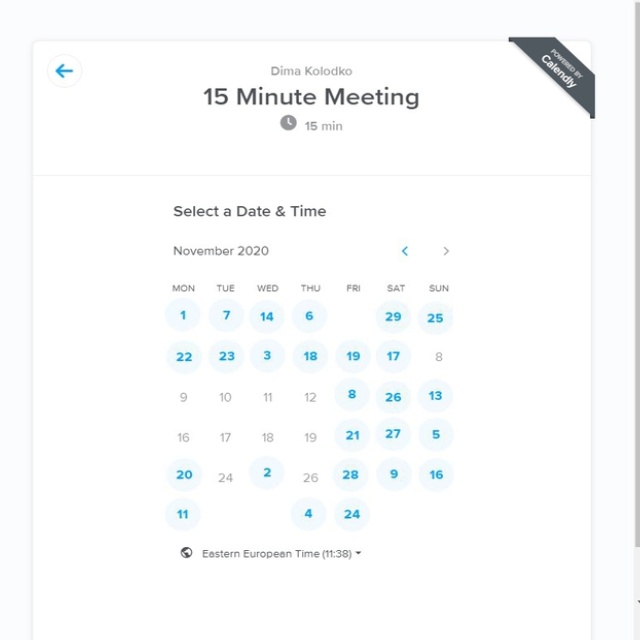 POWERED BY
Calendly
Dima Kolodko
15 Minute Meeting
15 min
Select a Date & Time
November 2020
MON TUE WED THU FRI SAT SUN
1 7 14 6 29 25
22 23 3 18 19 17 8
9 10 11 12 8 26 13
16 17 18 19 21 27 5
20 24 2 26 28 9 16
11 4 24
Eastern European Time (11:38)